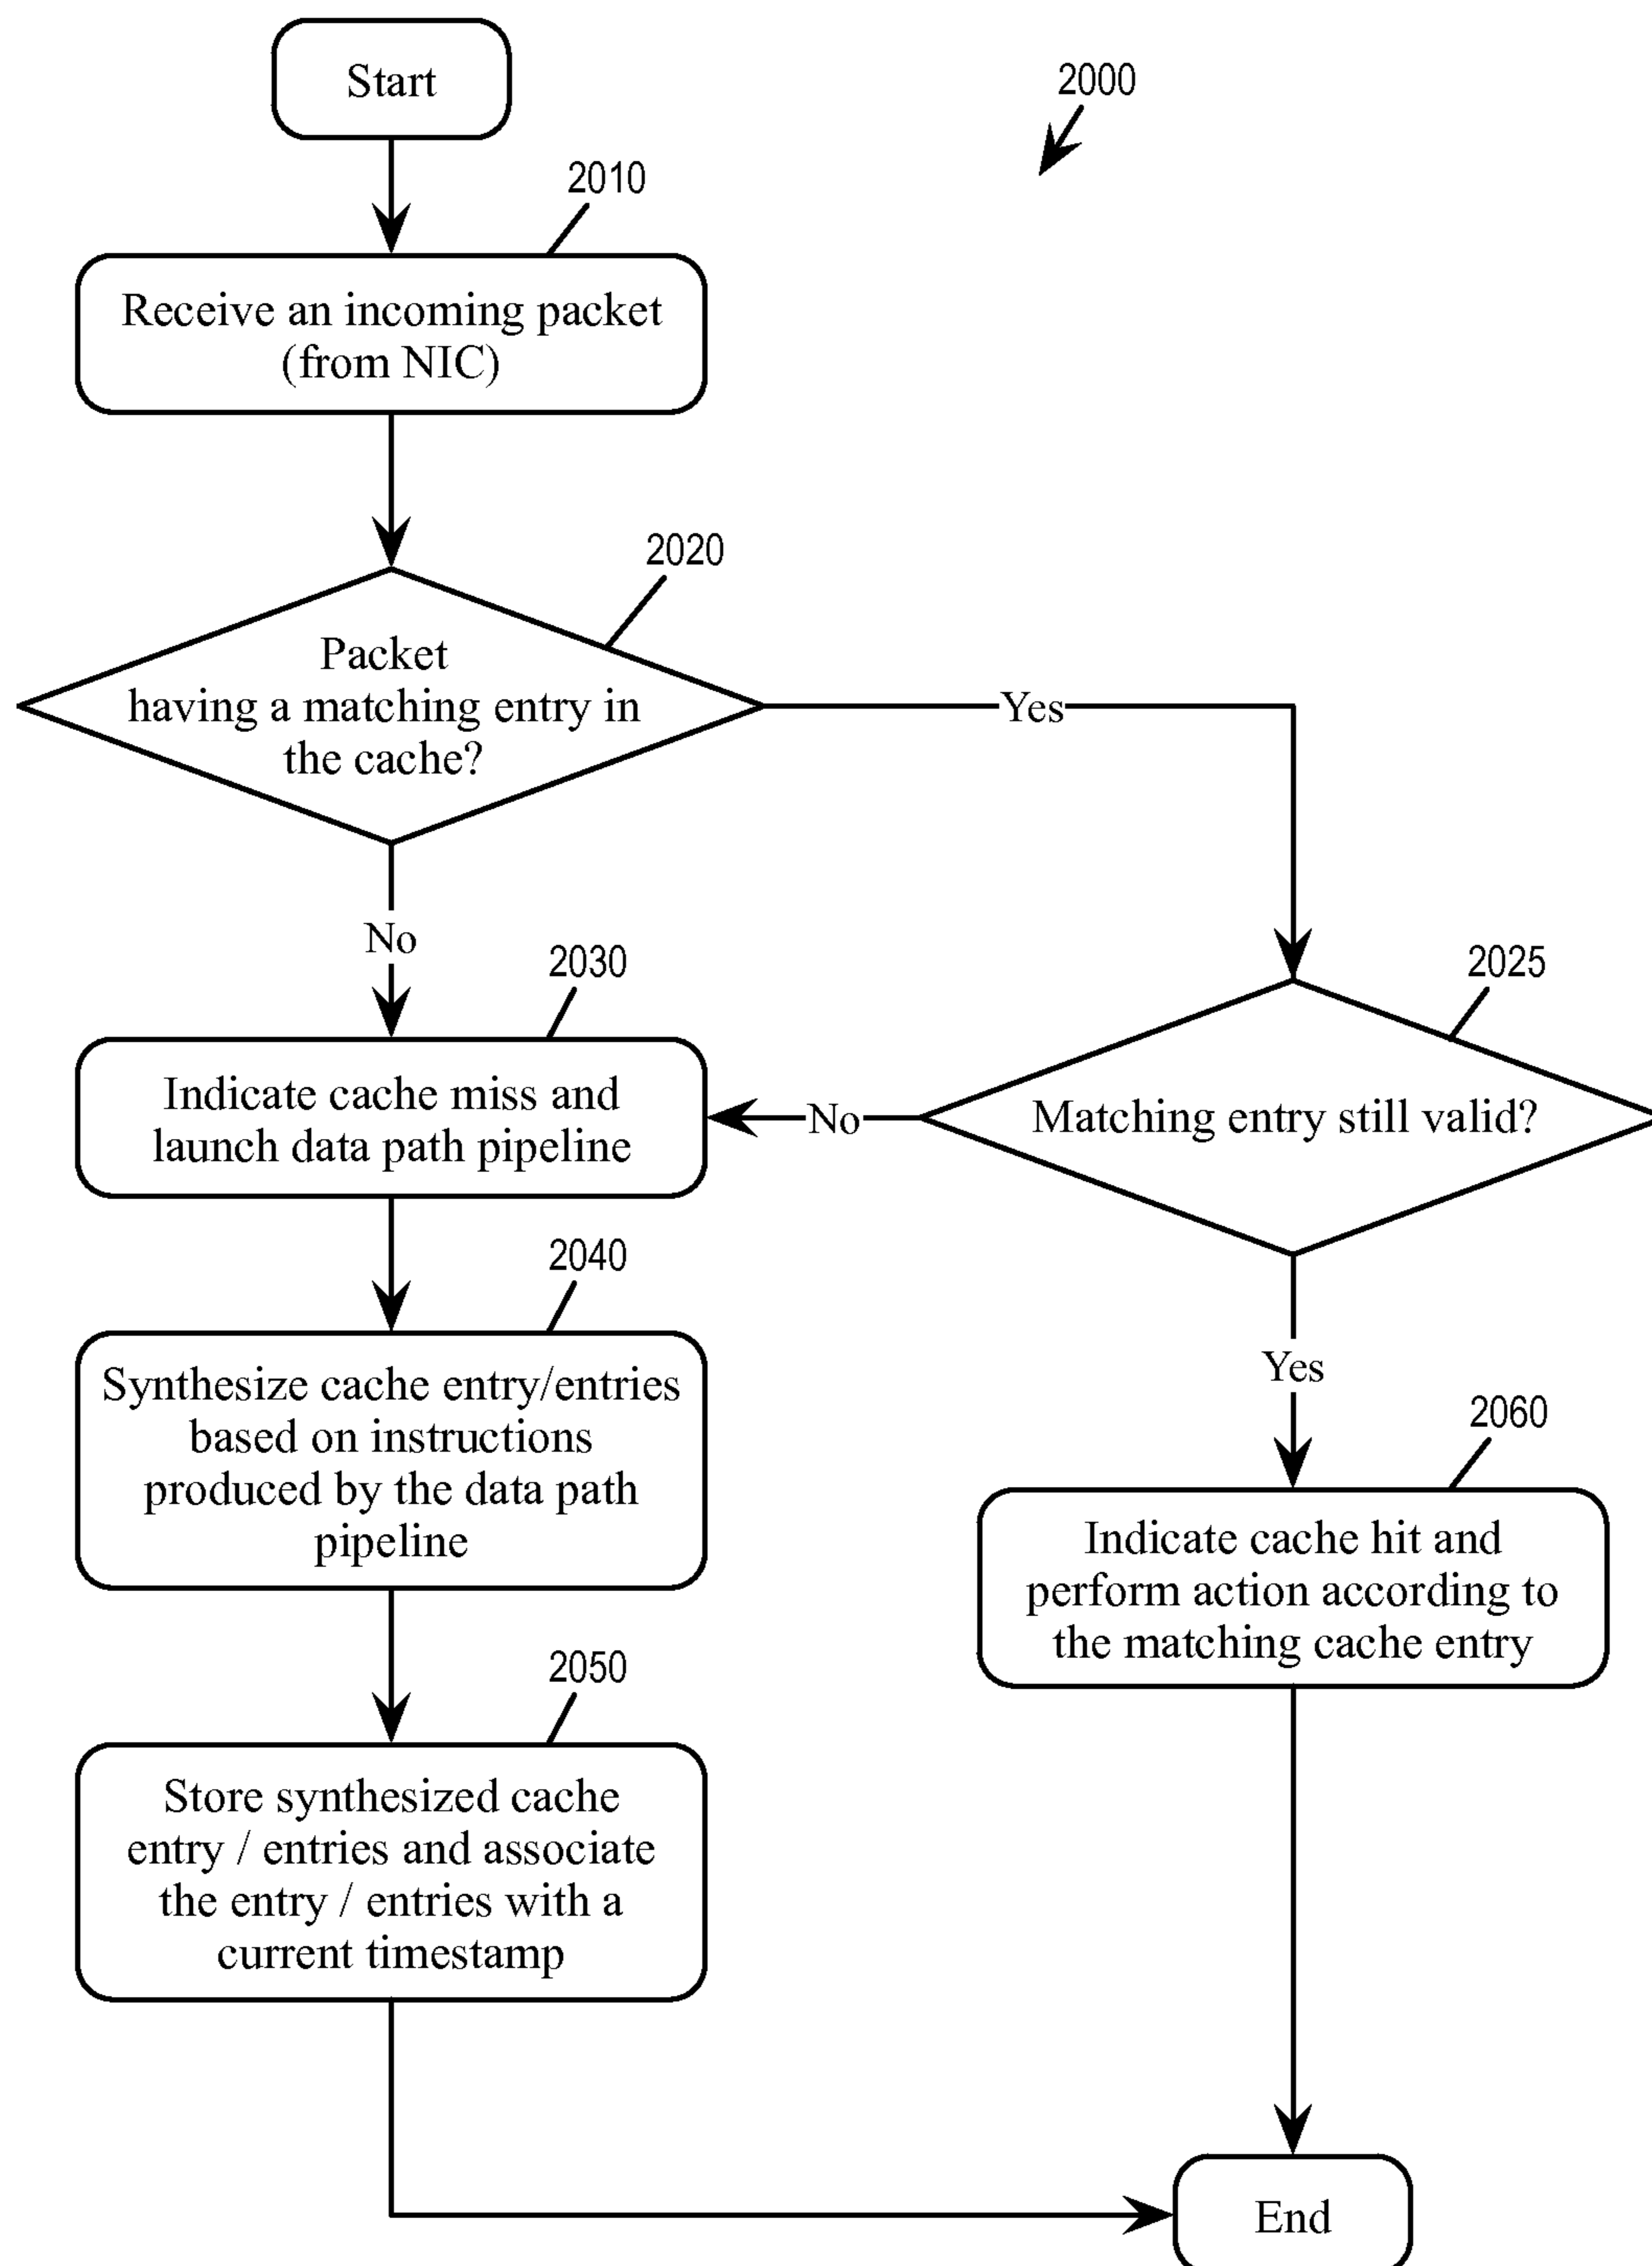 Start
2000
2010
Receive an incoming packet
(from NIC)
2020
Packet
having a matching entry in
the cache?
Yes
No
2030
2025
Indicate cache miss and
launch data path pipeline
No
Matching entry still valid?
2040
Yes
Synthesize cache entry/entries
based on instructions
produced by the data path
pipeline
2060
Indicate cache hit and
perform action according to
the matching cache entry
2050
Store synthesized cache
entry / entries and associate
the entry / entries with a
current timestamp
End